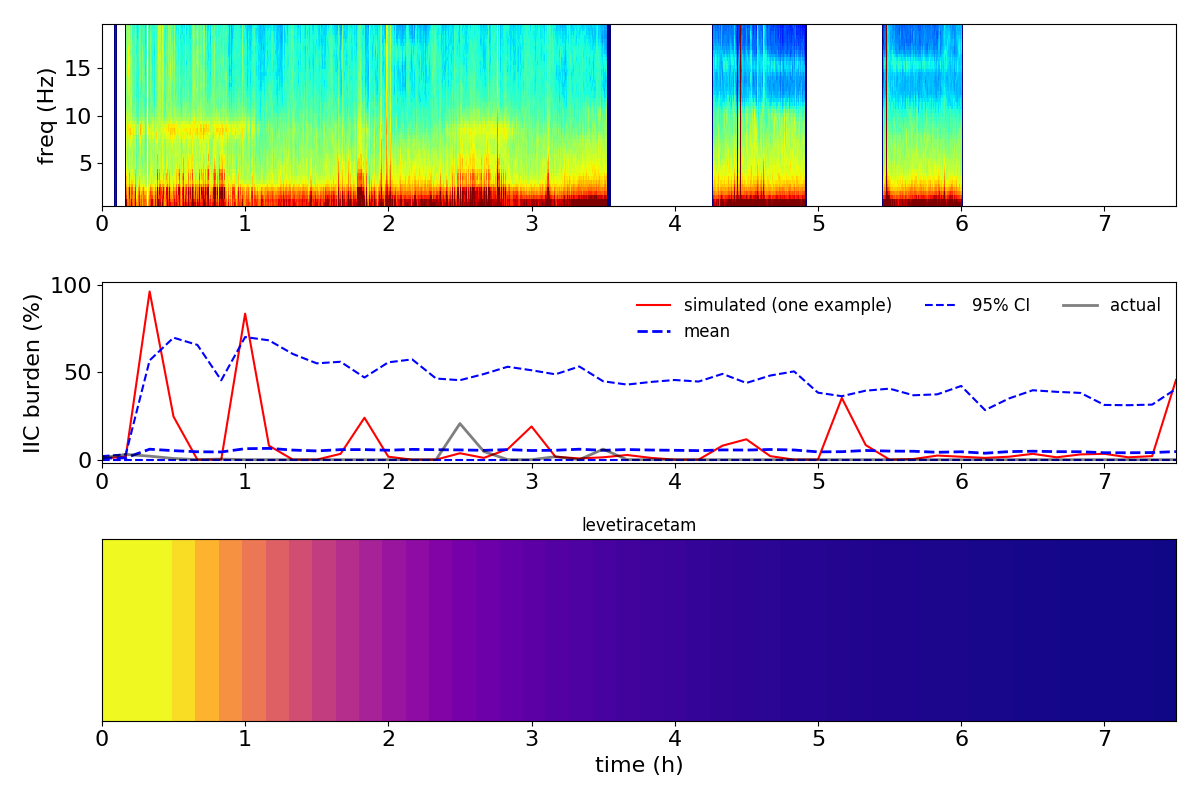 freq (Hz)
15
10
5
0 1 2 3 4 5 6 7
IIC burden (%)
100
50
0
simulated (one example) 95% CI actual
mean
0 1 2 3 4 5 6 7
levetiracetam
0 1 2 3 4 5 6 7
time (h)